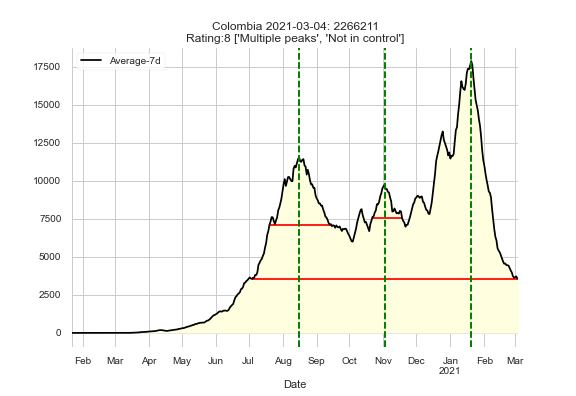 Colombia 2021-03-04: 2266211
Rating:8 ['Multiple peaks', 'Not in control']
Average-7d
17500
15000
12500
10000
7500
5000
2500
0
Feb Mar Apr May Jun Jul Aug Sep Oct Nov Dec Jan Feb Mar
2021
Date